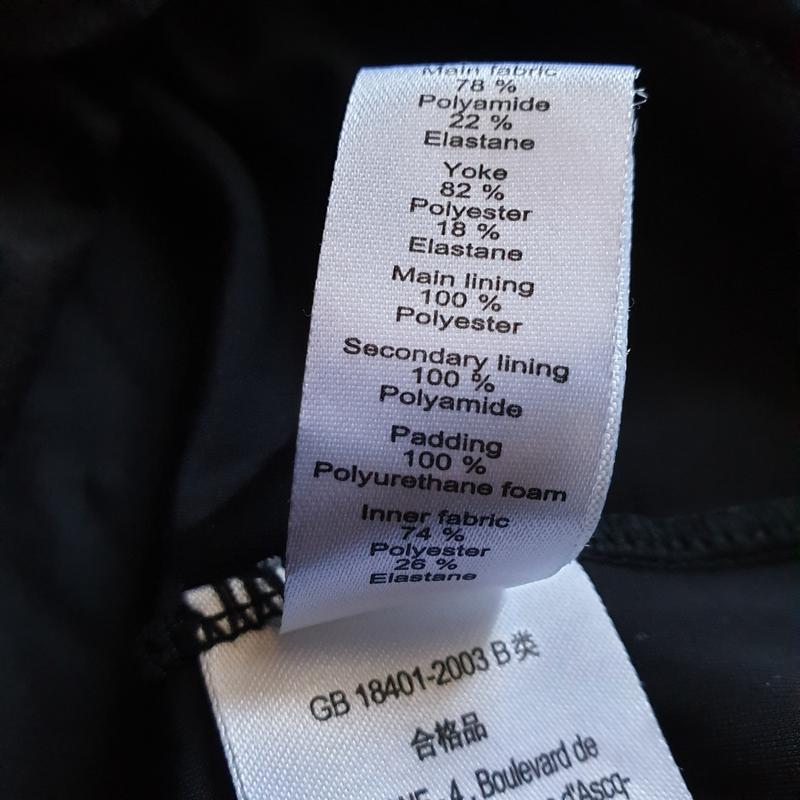 Main fabric
78 %
Polyamide
22 %
Elastane
Yoke
82 %
Polyester
18 %
Elastane
Main lining
100 %
Polyester
Secondary lining
100 %
Polyamide
Padding
100 %
Polyurethane foam
Inner fabric
74 %
Polyester
26 %
Elastane
GB 18401-2003 B类
合格品
4, Boulevard de
d'Ascq-